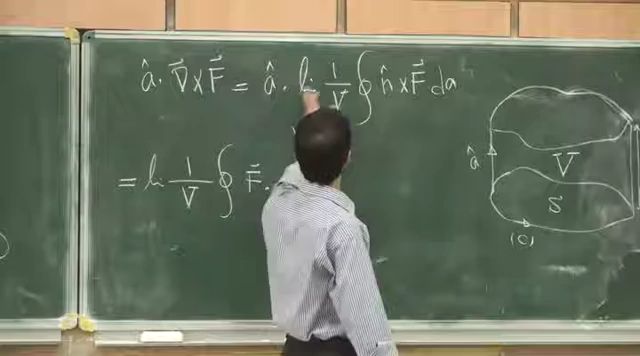 â · ∇⃗ × F⃗ = â · li 1/V ∮ n̂ × F⃗ da
= li 1/V ∮ F⃗ .
â
V
S
(C)